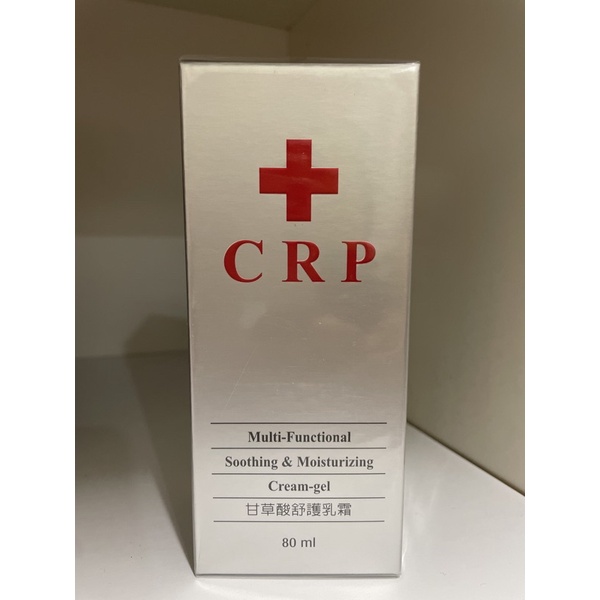 CRP
Multi-Functional
Soothing & Moisturizing
Cream-gel
甘草酸舒護乳霜
80 ml